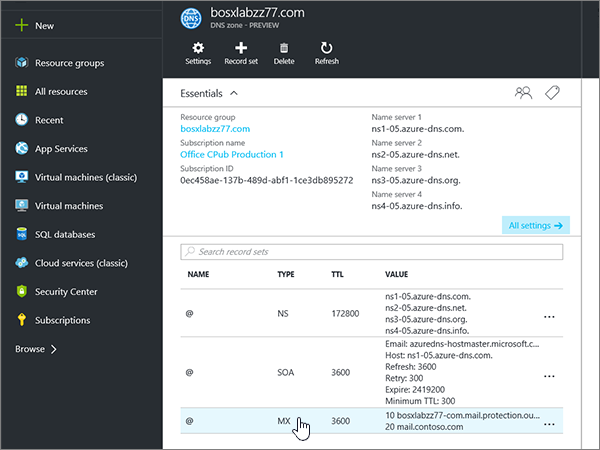 bosxlabzz77.com
DNS zone - PREVIEW
New
Settings
Record set
Delete
Refresh
Resource groups
All resources
Recent
App Services
Virtual machines (classic)
Virtual machines
SQL databases
Cloud services (classic)
Security Center
Subscriptions
Browse
Essentials
Resource group
bosxlabzz77.com
Subscription name
Office CPub Production 1
Subscription ID
0ec458ae-137b-489d-abf1-1ce3db895272
Name server 1
ns1-05.azure-dns.com.
Name server 2
ns2-05.azure-dns.net.
Name server 3
ns3-05.azure-dns.org.
Name server 4
ns4-05.azure-dns.info.
All settings
Search record sets
NAME TYPE TTL VALUE
@ NS 172800
ns1-05.azure-dns.com.
ns2-05.azure-dns.net.
ns3-05.azure-dns.org.
ns4-05.azure-dns.info.
...
@ SOA 3600
Email: azuredns-hostmaster.microsoft.c...
Host: ns1-05.azure-dns.com.
Refresh: 3600
Retry: 300
Expire: 2419200
Minimum TTL: 300
...
@ MX 3600
10 bosxlabzz77-com.mail.protection.ou...
20 mail.contoso.com
...